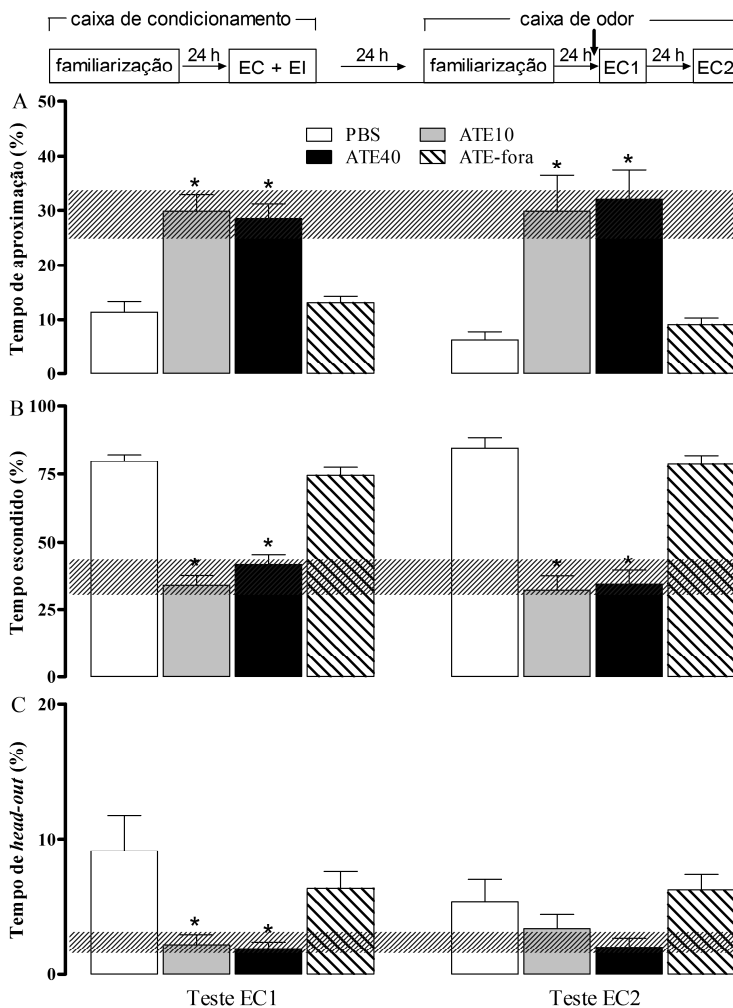 caixa de condicionamento
caixa de odor
familiarização 24 h EC + EI 24 h familiarização 24 h EC1 24 h EC2
A
50
40
30
20
10
0
Tempo de aproximação (%)
PBS ATE10
ATE40 ATE-fora
* * * *
B
100
75
50
25
0
Tempo escondido (%)
* * * *
C
20
10
0
Tempo de head-out (%)
* *
Teste EC1 Teste EC2